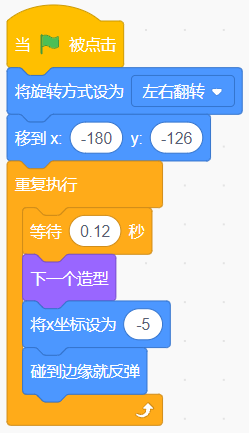 当 被点击
将旋转方式设为 左右翻转
移到 x: -180 y: -126
重复执行
等待 0.12 秒
下一个造型
将x坐标设为 -5
碰到边缘就反弹